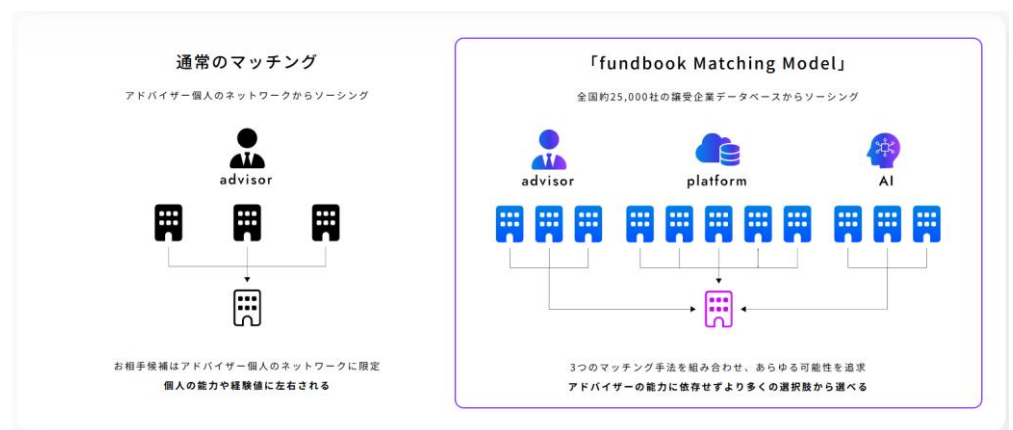 通常のマッチング
アドバイザー個人のネットワークからソーシング
advisor
お相手候補はアドバイザー個人のネットワークに限定
個人の能力や経験値に左右される
「fundbook Matching Model」
全国約25,000社の譲受企業データベースからソーシング
advisor
platform
AI
3つのマッチング手法を組み合わせ、あらゆる可能性を追求
アドバイザーの能力に依存せずより多くの選択肢から選べる